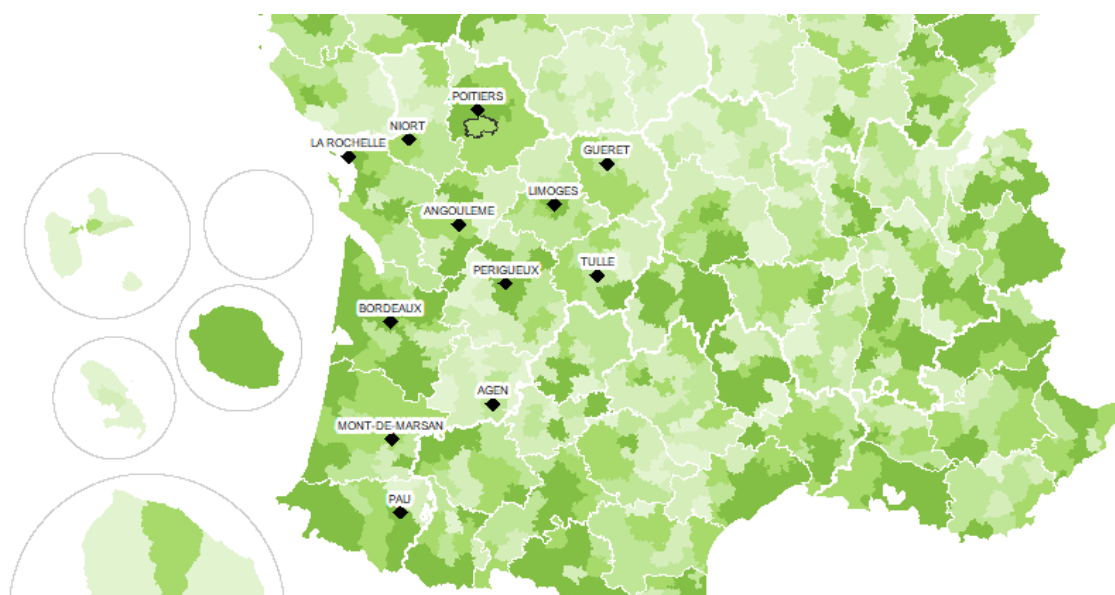 POITIERS
NIORT
LA ROCHELLE
GUERET
LIMOGES
ANGOULEME
TULLE
PERIGUEUX
BORDEAUX
AGEN
MONT-DE-MARSAN
PAU